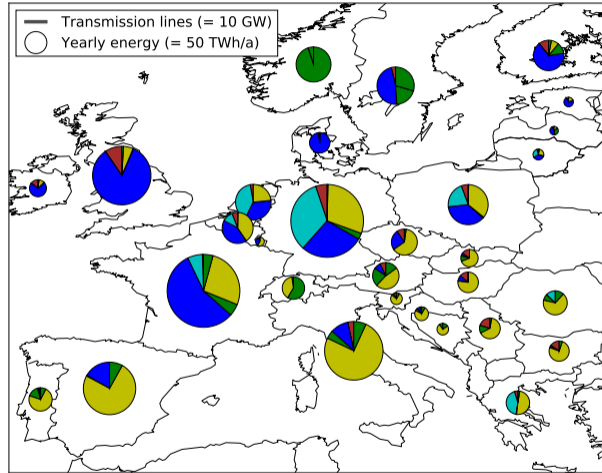 Transmission lines (= 10 GW)
Yearly energy (= 50 TWh/a)